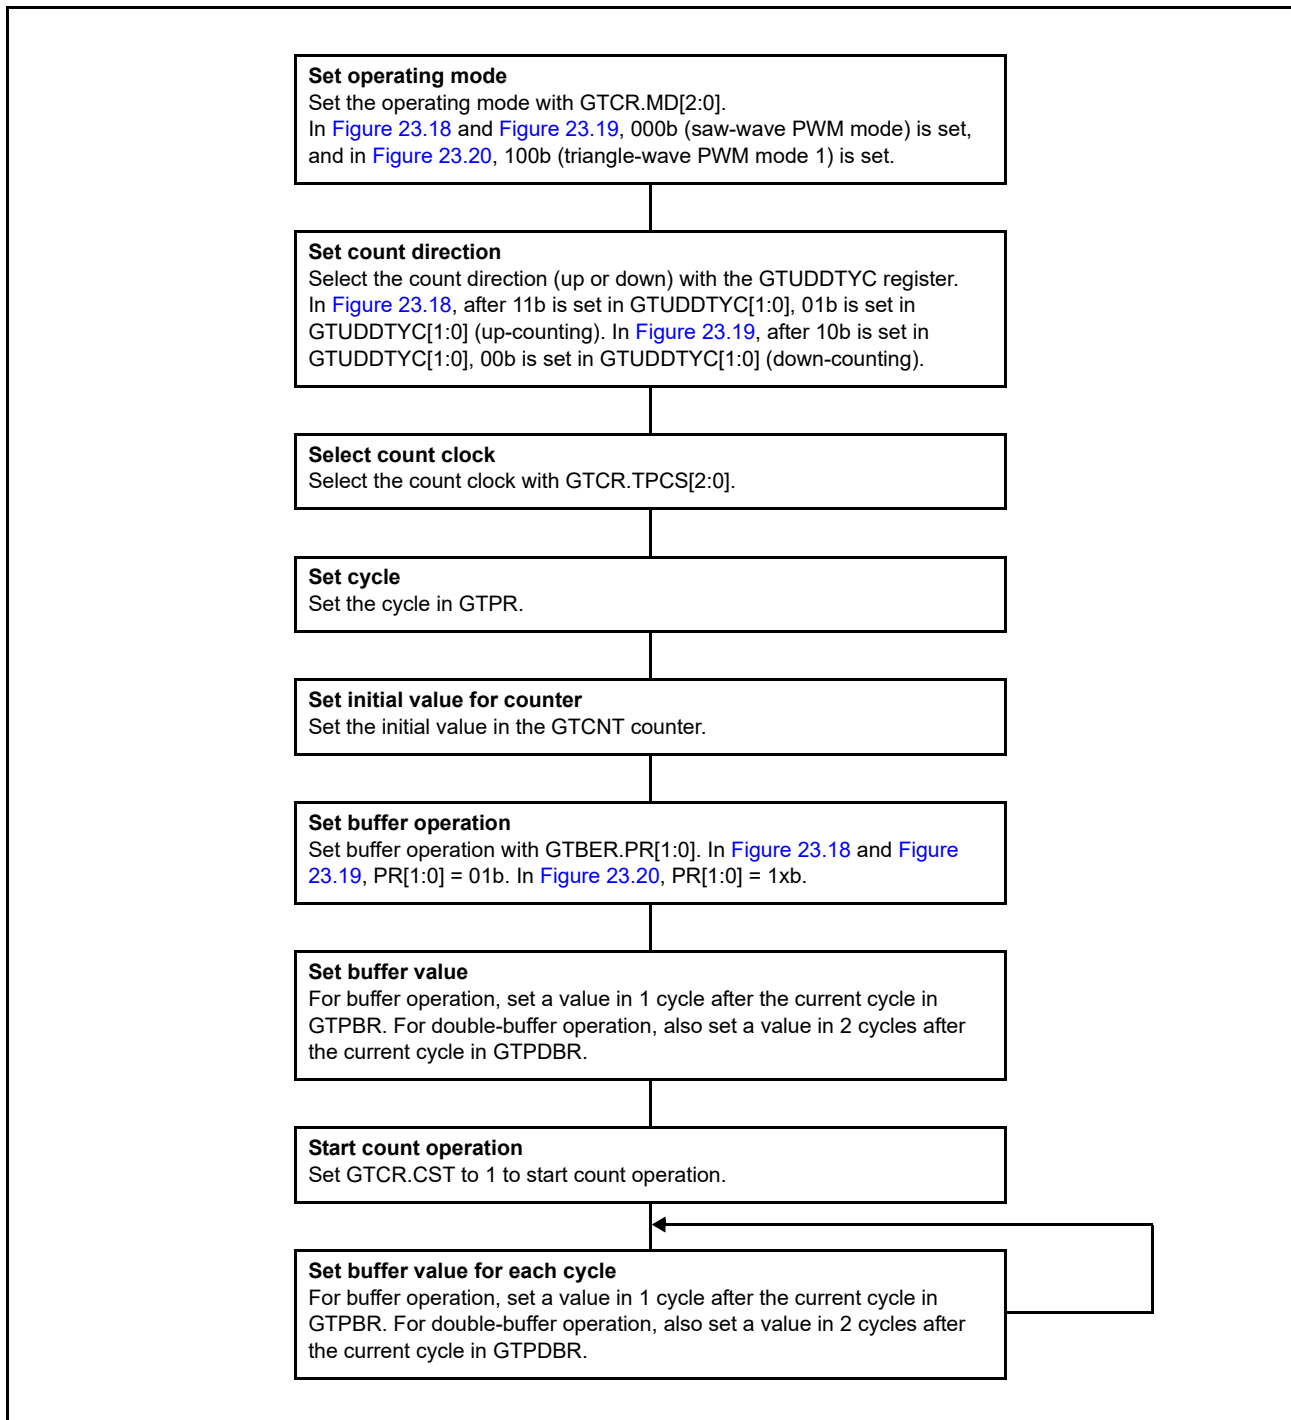 Set operating mode
Set the operating mode with GTCR.MD[2:0].
In Figure 23.18 and Figure 23.19, 000b (saw-wave PWM mode) is set,
and in Figure 23.20, 100b (triangle-wave PWM mode 1) is set.
Set count direction
Select the count direction (up or down) with the GTUDDTYC register.
In Figure 23.18, after 11b is set in GTUDDTYC[1:0], 01b is set in
GTUDDTYC[1:0] (up-counting). In Figure 23.19, after 10b is set in
GTUDDTYC[1:0], 00b is set in GTUDDTYC[1:0] (down-counting).
Select count clock
Select the count clock with GTCR.TPCS[2:0].
Set cycle
Set the cycle in GTPR.
Set initial value for counter
Set the initial value in the GTCNT counter.
Set buffer operation
Set buffer operation with GTBER.PR[1:0]. In Figure 23.18 and Figure
23.19, PR[1:0] = 01b. In Figure 23.20, PR[1:0] = 1xb.
Set buffer value
For buffer operation, set a value in 1 cycle after the current cycle in
GTPBR. For double-buffer operation, also set a value in 2 cycles after
the current cycle in GTPDBR.
Start count operation
Set GTCR.CST to 1 to start count operation.
Set buffer value for each cycle
For buffer operation, set a value in 1 cycle after the current cycle in
GTPBR. For double-buffer operation, also set a value in 2 cycles after
the current cycle in GTPDBR.